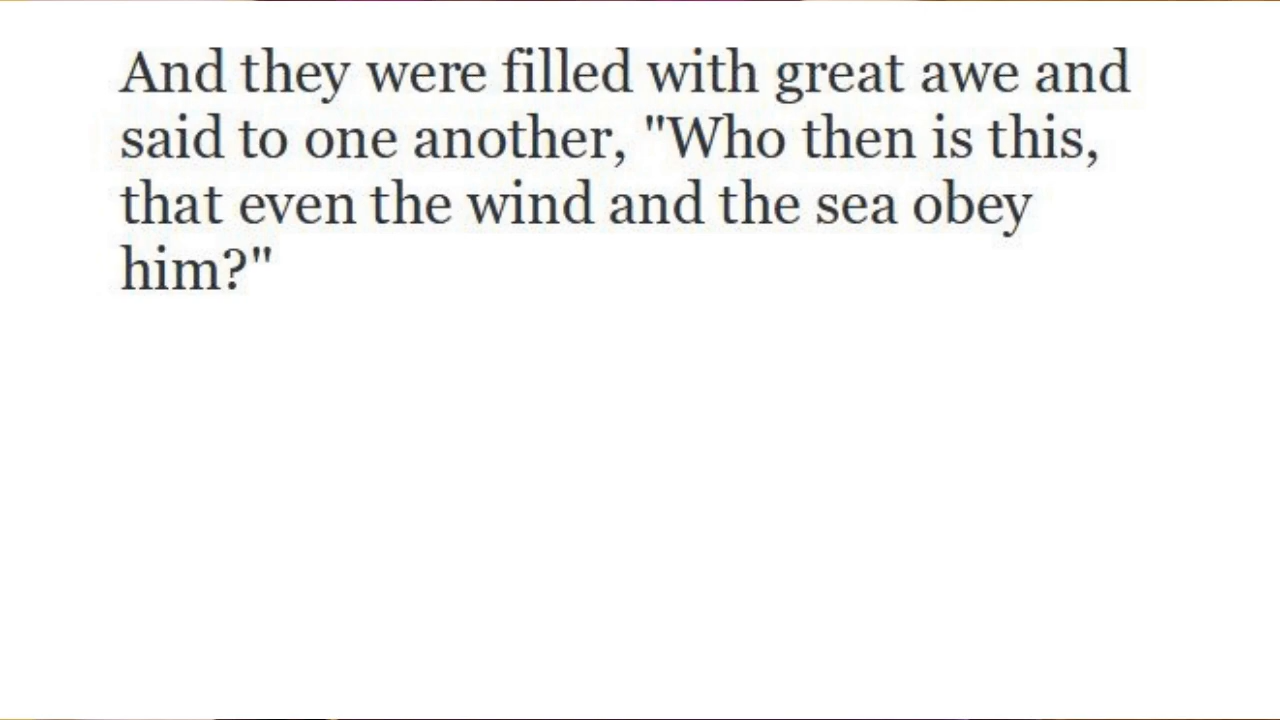 And they were filled with great awe and
said to one another, "Who then is this,
that even the wind and the sea obey
him?"